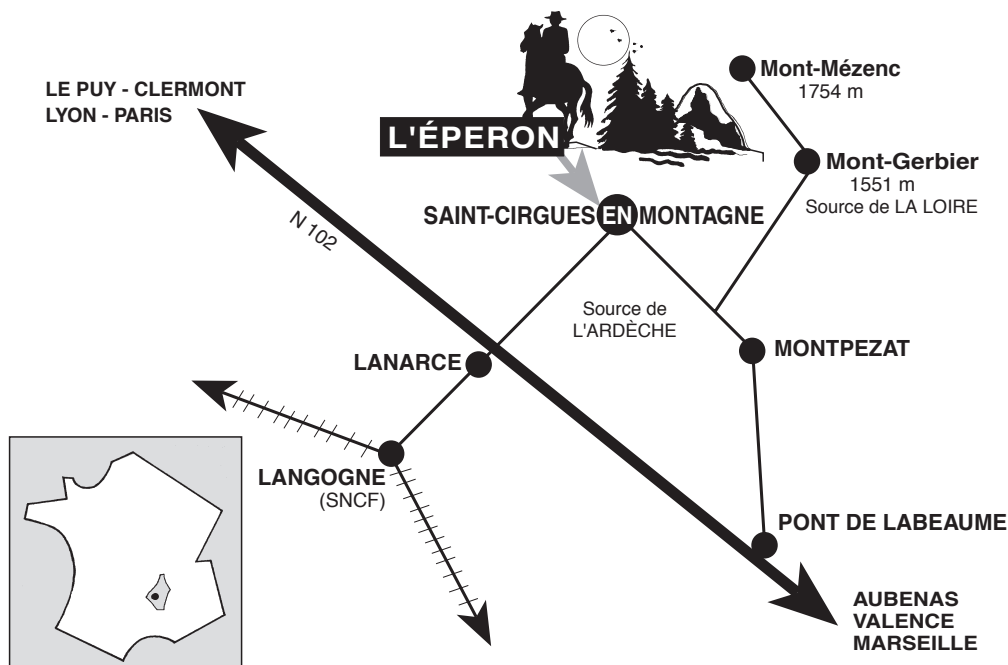 LE PUY - CLERMONT
LYON - PARIS
N 102
L'ÉPERON
Mont-Mézenc
1754 m
Mont-Gerbier
1551 m
Source de LA LOIRE
SAINT-CIRGUES EN MONTAGNE
Source de
L'ARDÈCHE
LANARCE
MONTPEZAT
LANGOGNE
(SNCF)
PONT DE LABEAUME
AUBENAS
VALENCE
MARSEILLE